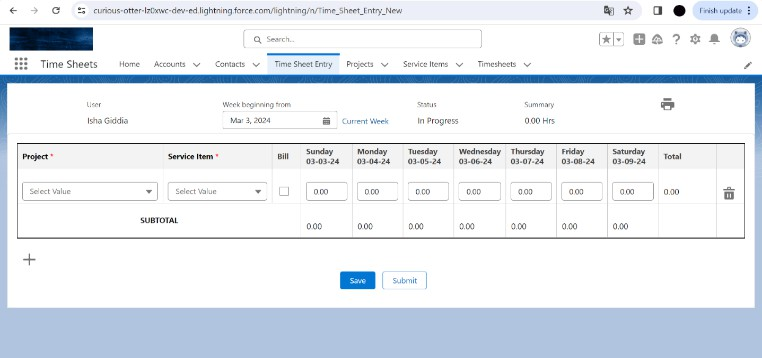 curious-otter-lz0xwc-dev-ed.lightning.force.com/lightning/n/Time_Sheet_Entry_New
Finish update
Search...
Time Sheets Home Accounts Contacts Time Sheet Entry Projects Service Items Timesheets
User Week beginning from Status Summary
Isha Giddia Mar 3, 2024 Current Week In Progress 0.00 Hrs
Project * Service Item * Bill Sunday 03-03-24 Monday 03-04-24 Tuesday 03-05-24 Wednesday 03-06-24 Thursday 03-07-24 Friday 03-08-24 Saturday 03-09-24 Total
Select Value Select Value 0.00 0.00 0.00 0.00 0.00 0.00 0.00 0.00
SUBTOTAL 0.00 0.00 0.00 0.00 0.00 0.00 0.00
Save Submit